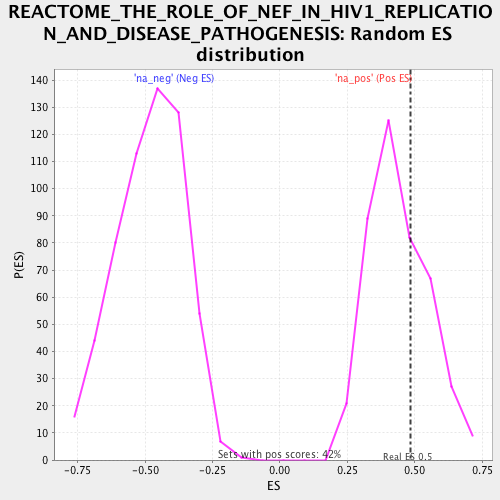 REACTOME_THE_ROLE_OF_NEF_IN_HIV1_REPLICATIO
N_AND_DISEASE_PATHOGENESIS: Random ES
distribution
'na_neg' (Neg ES)
'na_pos' (Pos ES)
140
130
120
110
100
90
80
70
60
50
40
30
20
10
0
P(ES)
Sets with pos scores: 42%
Real ES 0.5
-0.75 -0.50 -0.25 0.00 0.25 0.50 0.75
ES